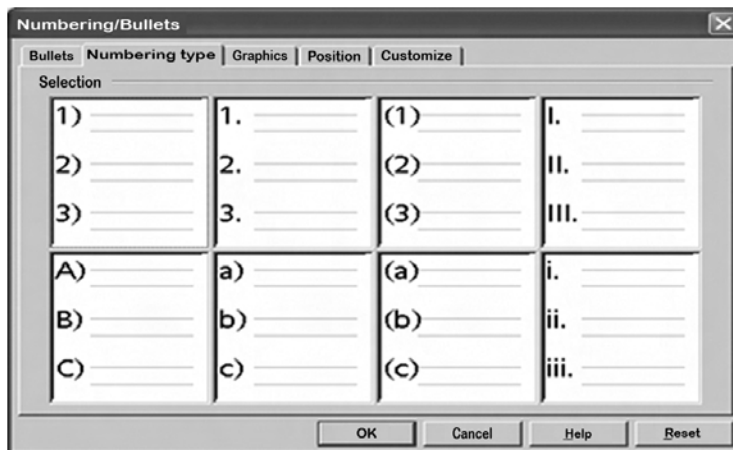 Numbering/Bullets
Bullets Numbering type Graphics Position Customize
Selection
1) 1. (1) I.
2) 2. (2) II.
3) 3. (3) III.
A) a) (a) i.
B) b) (b) ii.
C) c) (c) iii.
OK Cancel Help Reset